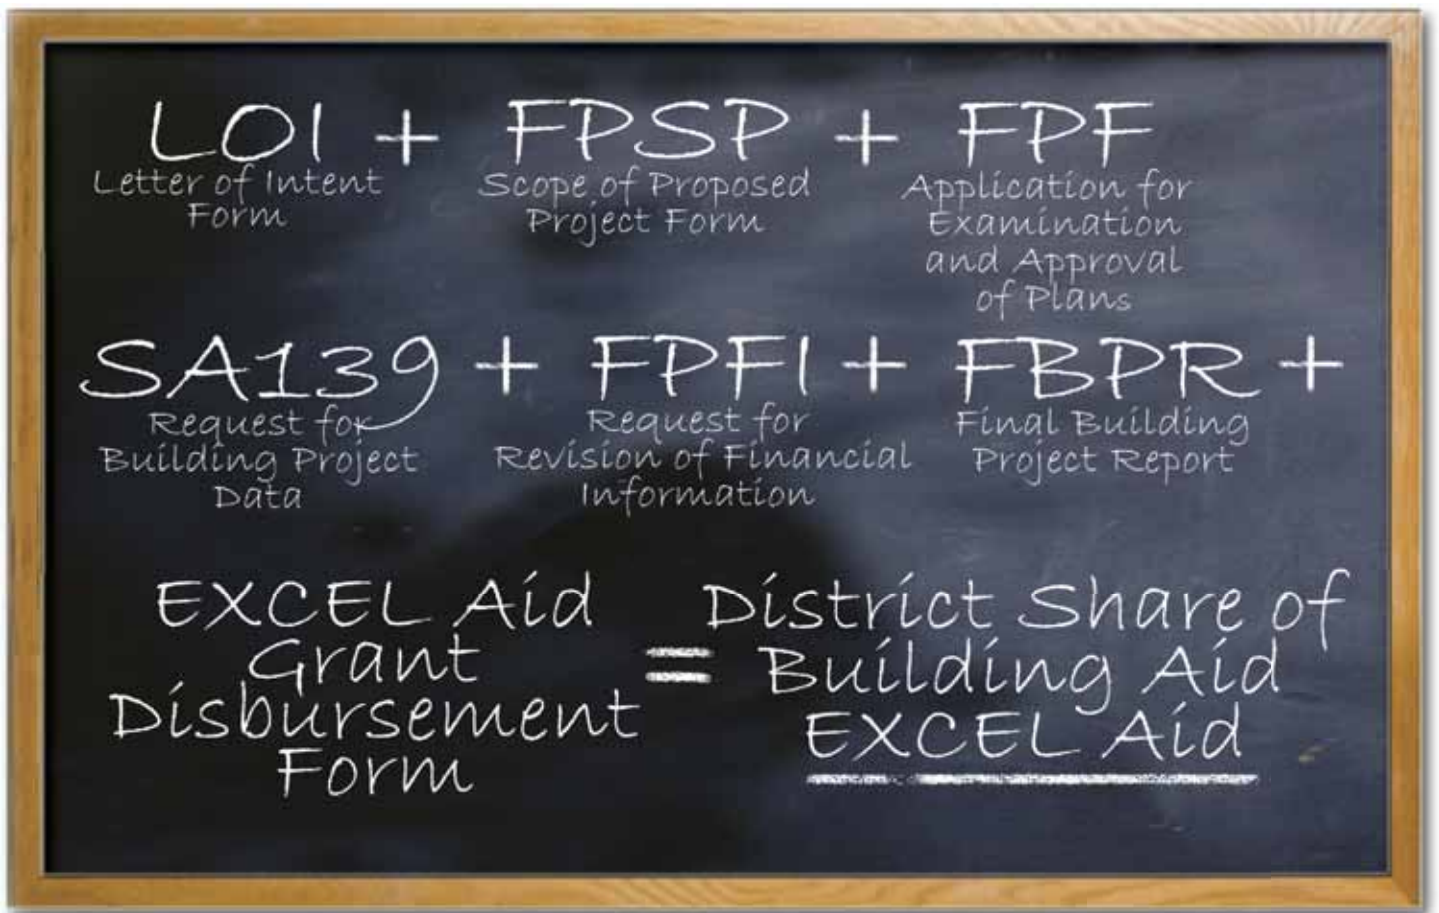 LOI + FPSP + FPF
Letter of Intent
Form
Scope of Proposed
Project Form
Application for
Examination
and Approval
of Plans
SA139 + FPFI + FBPR +
Request for
Building Project
Data
Request for
Revision of Financial
Information
Final Building
Project Report
EXCEL Aid
Grant
Disbursement
Form
=
District Share of
Building Aid
EXCEL Aid